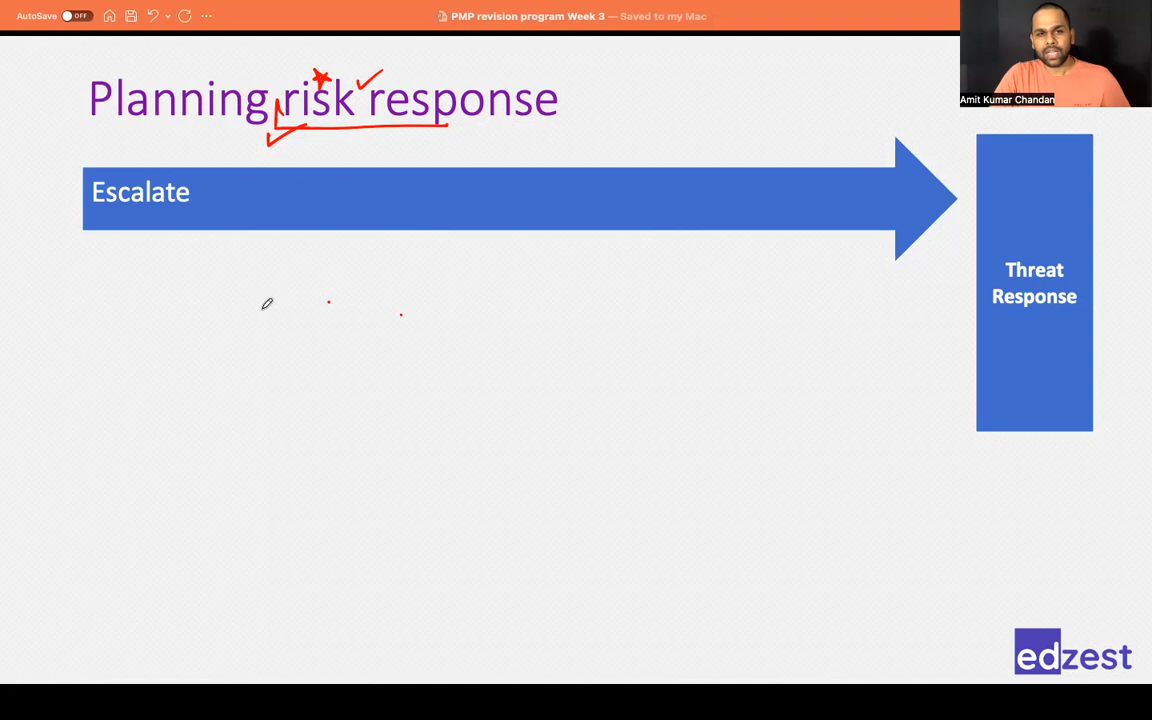 AutoSave OFF
PMP revision program Week 3 — Saved to my Mac
Amit Kumar Chandan
Planning risk response
Escalate
Threat
Response
edzest